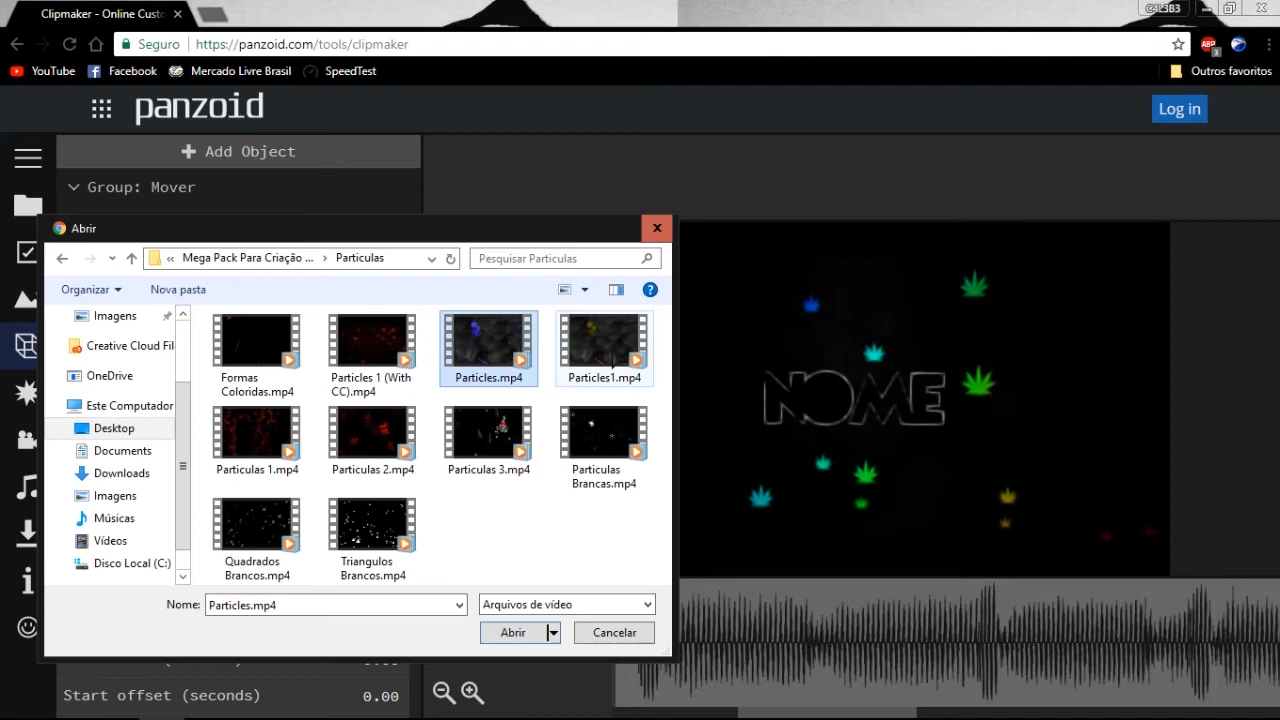 Clipmaker - Online Custo
C4L3B3
Seguro
https://panzoid.com/tools/clipmaker
ABP
3
YouTube
Facebook
Mercado Livre Brasil
SpeedTest
Outros favoritos
panzoid
Log in
Add Object
Group: Mover
Abrir
« Mega Pack Para Criação ... > Particulas
Pesquisar Particulas
Organizar
Nova pasta
Imagens
Creative Cloud Fil
OneDrive
Este Computador
Desktop
Documents
Downloads
Imagens
Músicas
Vídeos
Disco Local (C:)
Formas
Coloridas.mp4
Particles 1 (With
CC).mp4
Particles.mp4
Particles1.mp4
Particulas 1.mp4
Particulas 2.mp4
Particulas 3.mp4
Particulas
Brancas.mp4
Quadrados
Brancos.mp4
Triangulos
Brancos.mp4
NOME
Nome:
Particles.mp4
Arquivos de vídeo
Abrir
Cancelar
Start offset (seconds)
0.00